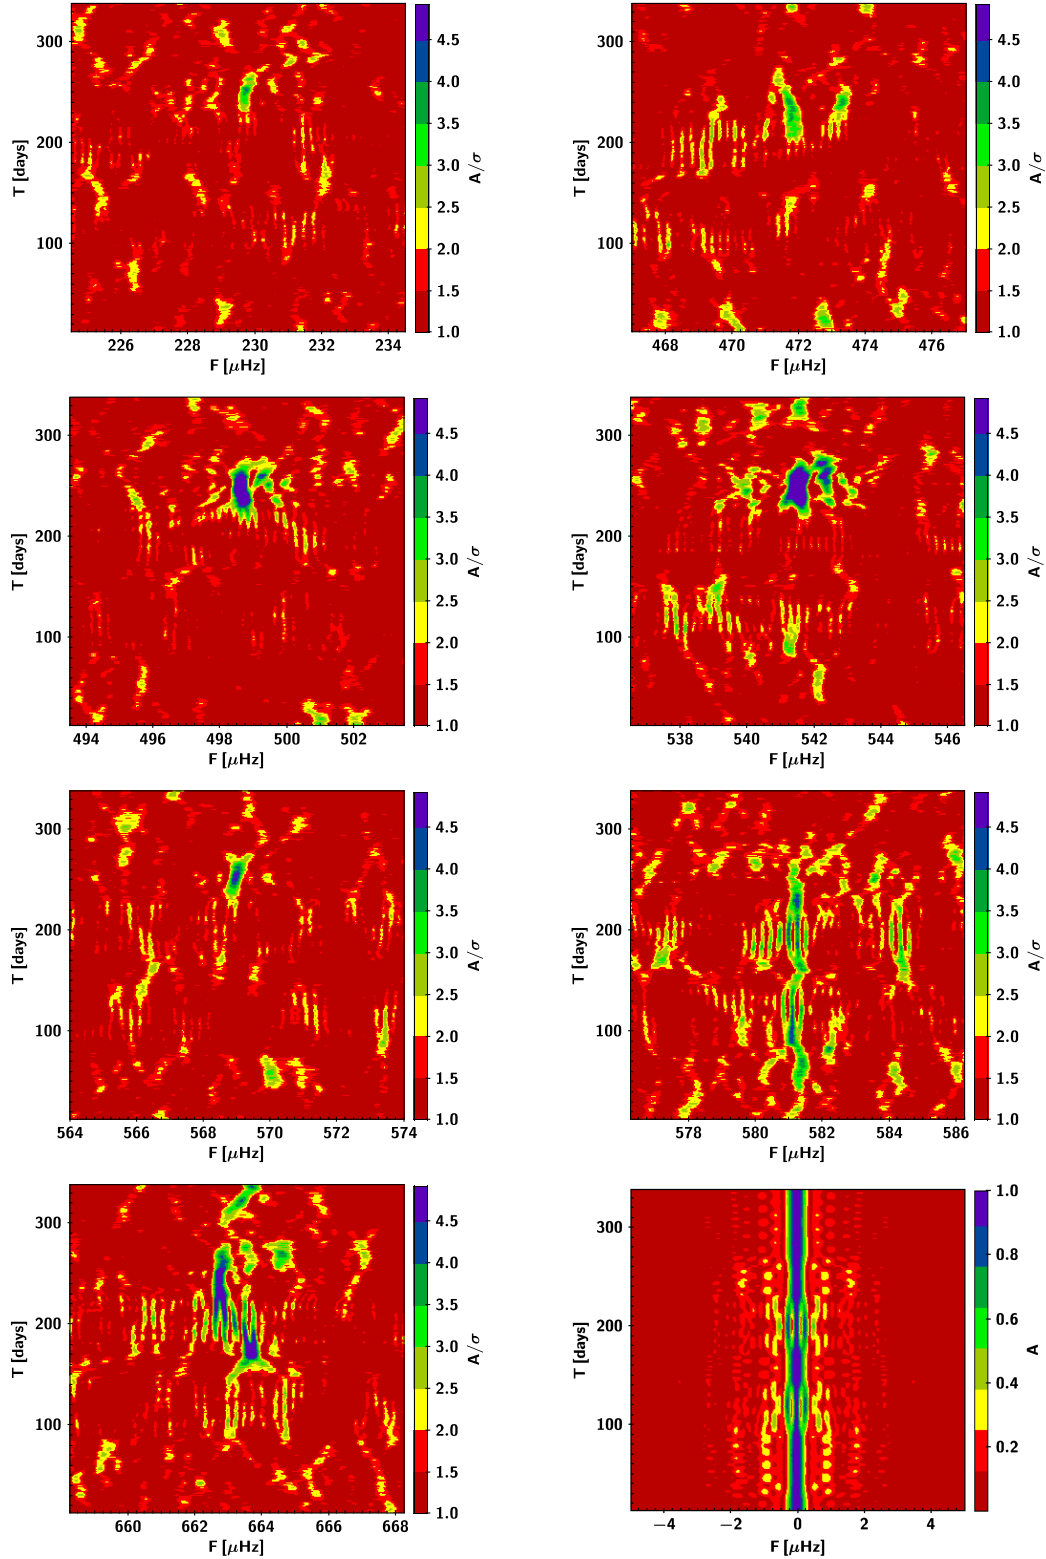 300
200
100
T [days]
226 228 230 232 234
F [μHz]
4.5
4.0
3.5
3.0
2.5
2.0
1.5
1.0
A/σ
300
200
100
T [days]
468 470 472 474 476
F [μHz]
4.5
4.0
3.5
3.0
2.5
2.0
1.5
1.0
A/σ
300
200
100
T [days]
494 496 498 500 502
F [μHz]
4.5
4.0
3.5
3.0
2.5
2.0
1.5
1.0
A/σ
300
200
100
T [days]
538 540 542 544 546
F [μHz]
4.5
4.0
3.5
3.0
2.5
2.0
1.5
1.0
A/σ
300
200
100
T [days]
564 566 568 570 572 574
F [μHz]
4.5
4.0
3.5
3.0
2.5
2.0
1.5
1.0
A/σ
300
200
100
T [days]
578 580 582 584 586
F [μHz]
4.5
4.0
3.5
3.0
2.5
2.0
1.5
1.0
A/σ
300
200
100
T [days]
660 662 664 666 668
F [μHz]
4.5
4.0
3.5
3.0
2.5
2.0
1.5
1.0
A/σ
300
200
100
T [days]
−4 −2 0 2 4
F [μHz]
1.0
0.8
0.6
0.4
0.2
A